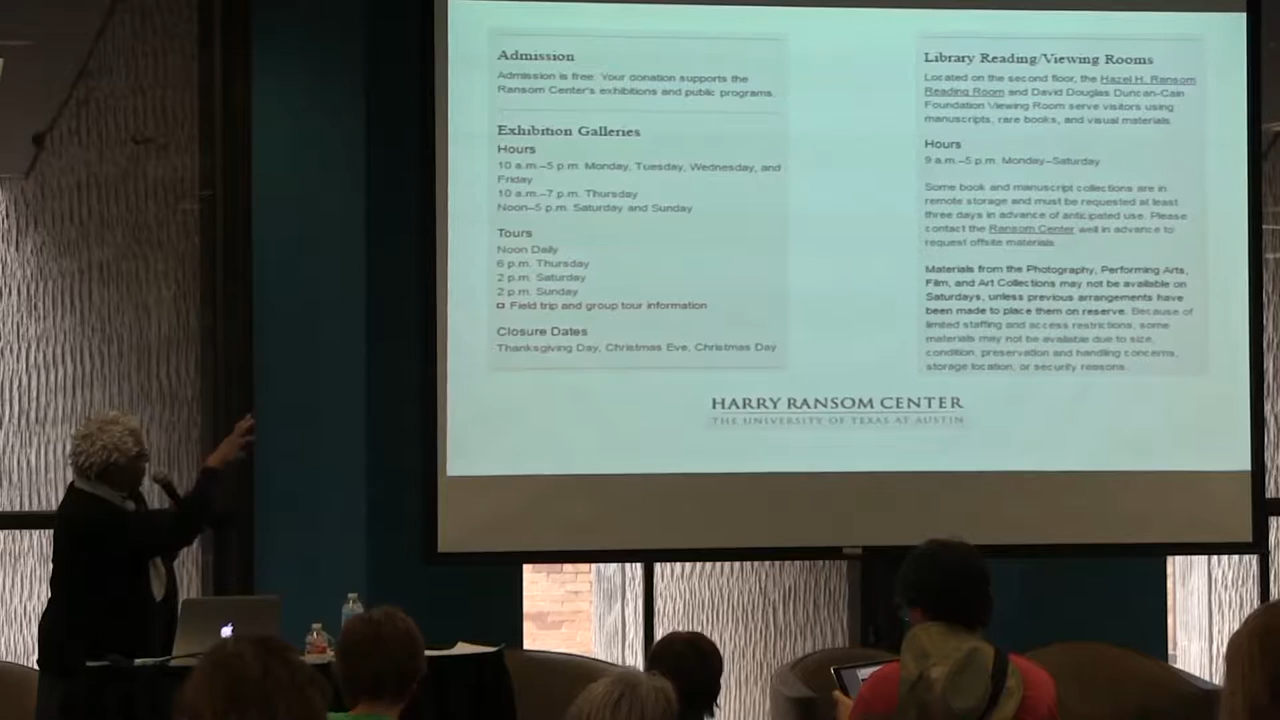 Admission
Admission is free. Your donation supports the
Ransom Center's exhibitions and public programs.
Exhibition Galleries
Hours
10 a.m.–5 p.m. Monday, Tuesday, Wednesday, and
Friday
10 a.m.–7 p.m. Thursday
Noon–5 p.m. Saturday and Sunday
Tours
Noon Daily
6 p.m. Thursday
2 p.m. Saturday
2 p.m. Sunday
Field trip and group tour information
Closure Dates
Thanksgiving Day, Christmas Eve, Christmas Day
Library Reading/Viewing Rooms
Located on the second floor, the Hazel H. Ransom
Reading Room and David Douglas Duncan-Cain
Foundation Viewing Room serve visitors using
manuscripts, rare books, and visual materials.
Hours
9 a.m.–5 p.m. Monday–Saturday
Some book and manuscript collections are in
remote storage and must be requested at least
three days in advance of anticipated use. Please
contact the Ransom Center well in advance to
request offsite materials.
Materials from the Photography, Performing Arts,
Film, and Art Collections may not be available on
Saturdays, unless previous arrangements have
been made to place them on reserve. Because of
limited staffing and access restrictions, some
materials may not be available due to size,
condition, preservation and handling concerns,
storage location, or security reasons.
HARRY RANSOM CENTER
THE UNIVERSITY OF TEXAS AT AUSTIN